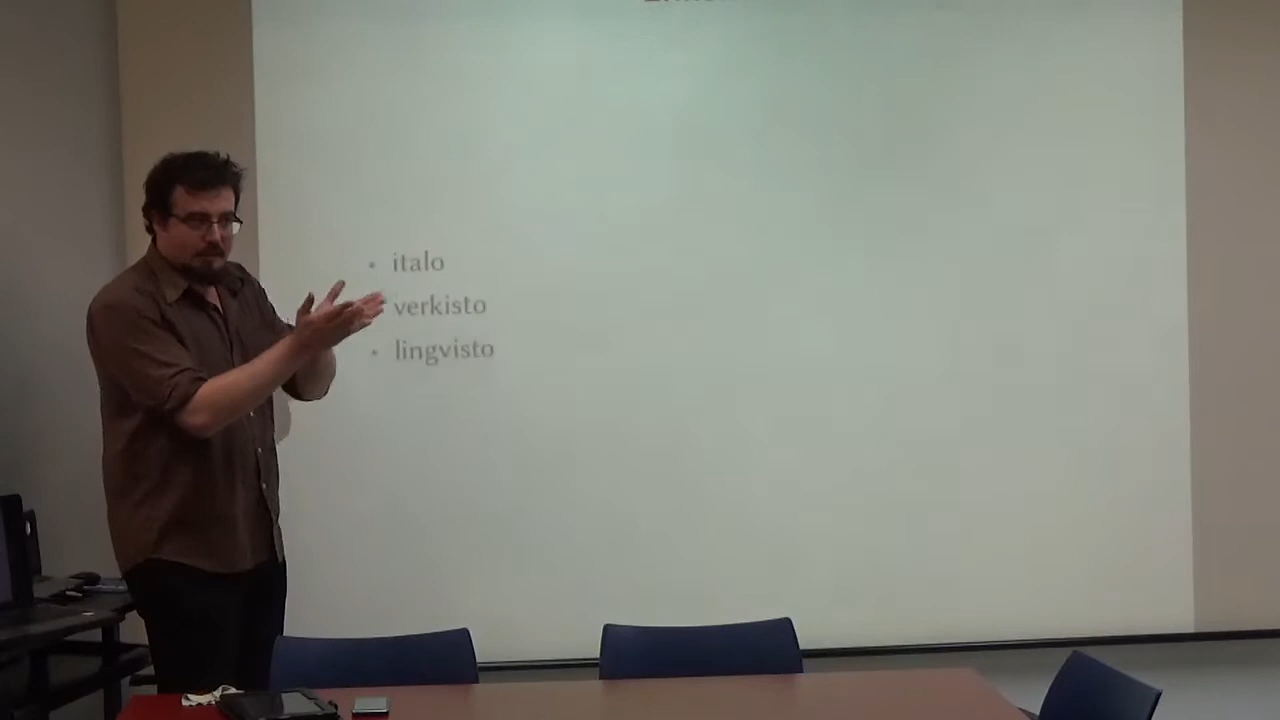 • italo
verkisto
• lingvisto